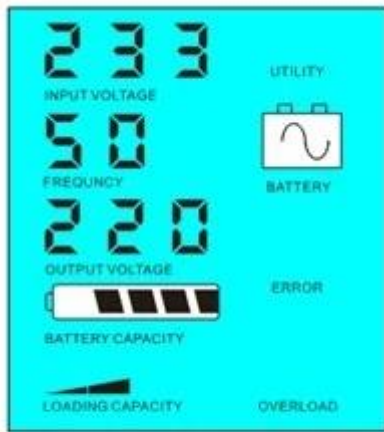 233
UTILITY
INPUT VOLTAGE
50
FREQUNCY
BATTERY
220
OUTPUT VOLTAGE
ERROR
BATTERY CAPACITY
LOADING CAPACITY
OVERLOAD